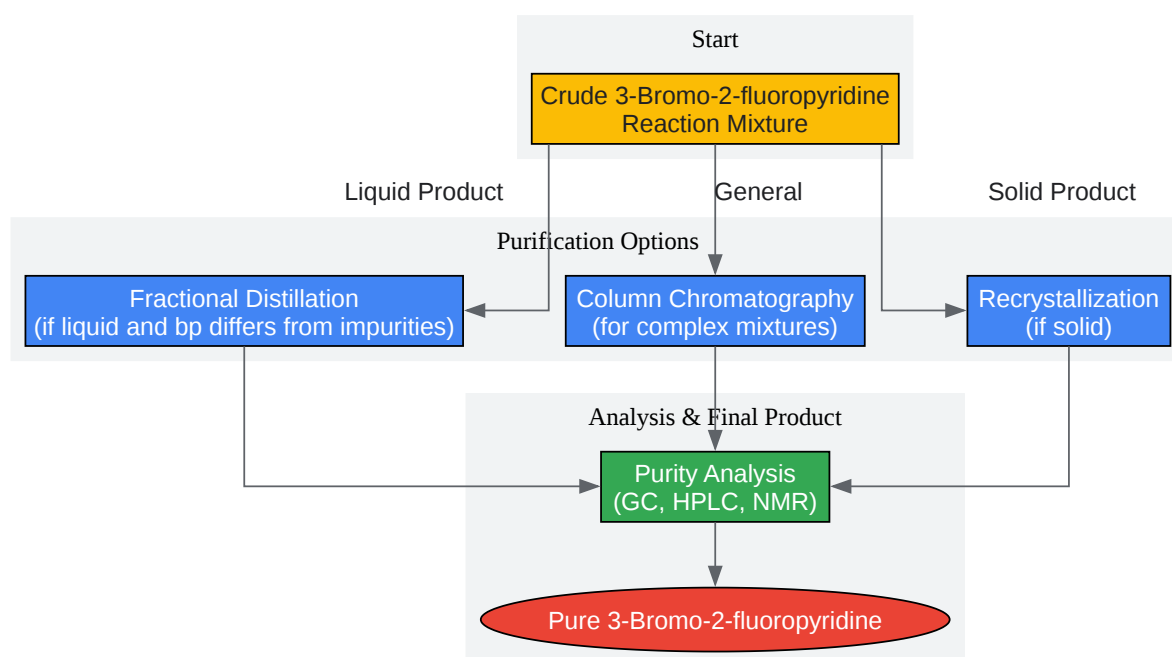 Start
Crude 3-Bromo-2-fluoropyridine
Reaction Mixture
Liquid Product
General
Solid Product
Purification Options
Fractional Distillation
(if liquid and bp differs from impurities)
Column Chromatography
(for complex mixtures)
Recrystallization
(if solid)
Analysis & Final Product
Purity Analysis
(GC, HPLC, NMR)
Pure 3-Bromo-2-fluoropyridine